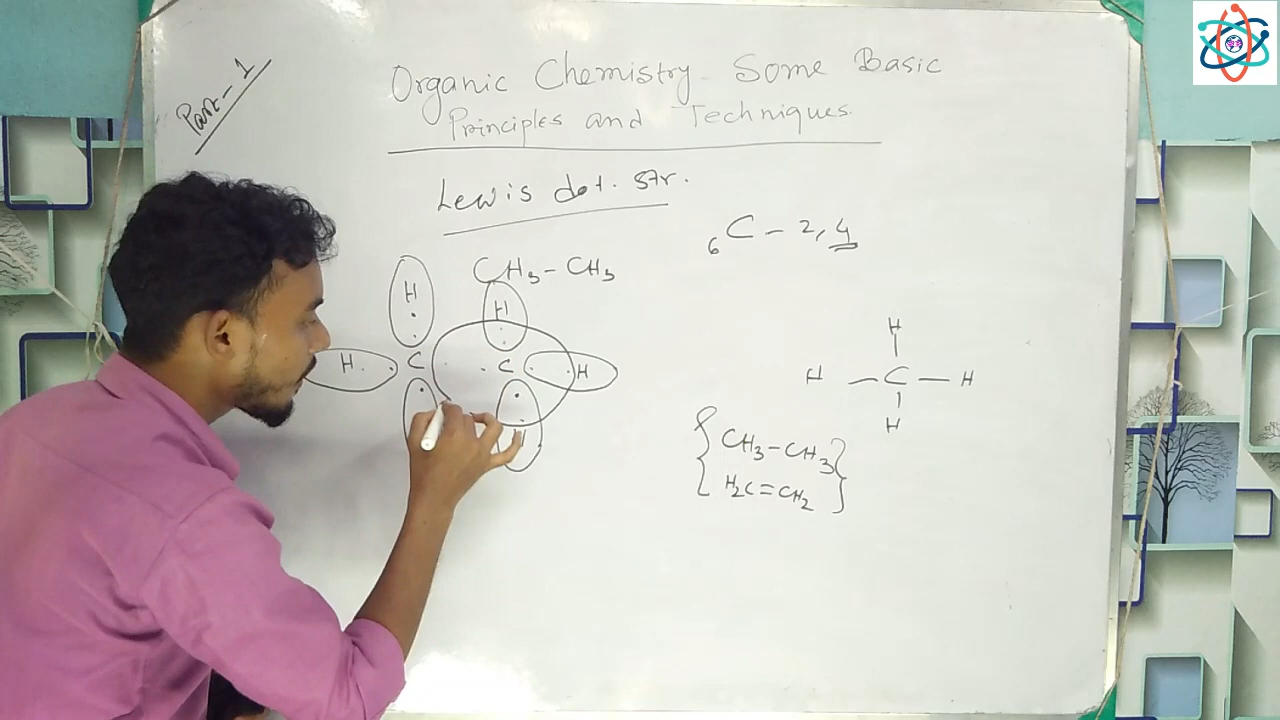 Part-1
Organic Chemistry - Some Basic
Principles and Techniques.
Lewis dot. Str.
₆C - 2, 4
CH₃-CH₃
H H
H C C H
H
H
H - C - H
H
CH₃-CH₃
H₂C=CH₂